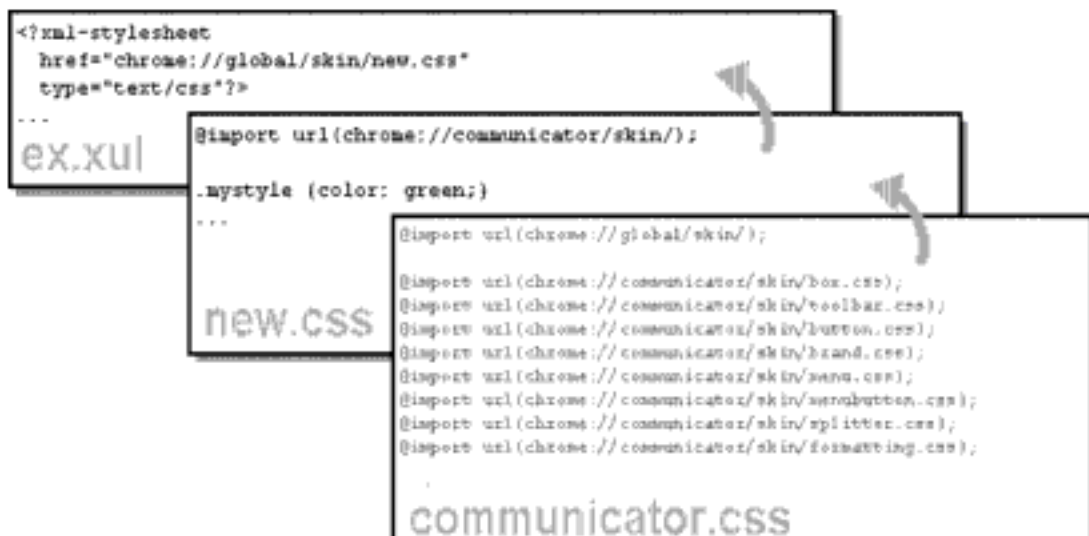 <?xml-stylesheet
href="chrome://global/skin/new.css"
type="text/css"?>
...
ex.xul
@import url(chrome://communicator/skin/);
.mystyle {color: green;}
...
new.css
@import url(chrome://global/skin/);
@import url(chrome://communicator/skin/box.css);
@import url(chrome://communicator/skin/toolbar.css);
@import url(chrome://communicator/skin/button.css);
@import url(chrome://communicator/skin/brand.css);
@import url(chrome://communicator/skin/menu.css);
@import url(chrome://communicator/skin/menubutton.css);
@import url(chrome://communicator/skin/splitter.css);
@import url(chrome://communicator/skin/formatting.css);
.
communicator.css